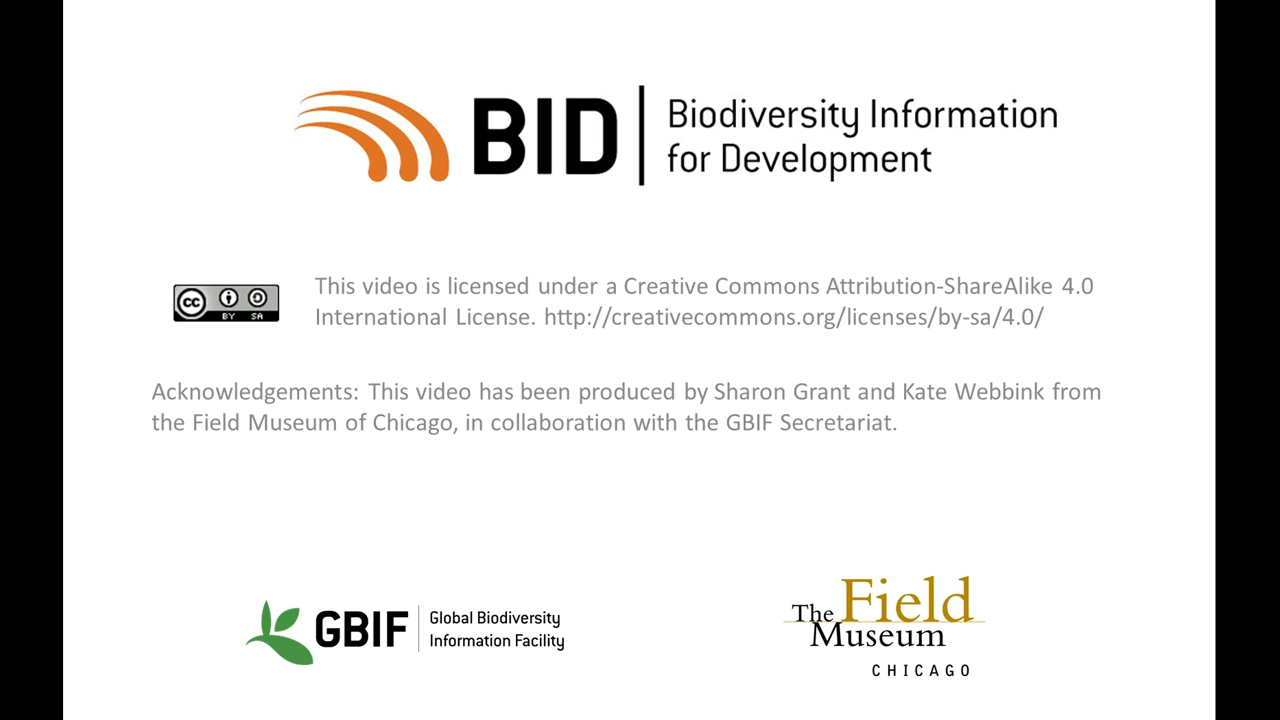 BID
Biodiversity Information
for Development
cc
BY SA
This video is licensed under a Creative Commons Attribution-ShareAlike 4.0
International License. http://creativecommons.org/licenses/by-sa/4.0/
Acknowledgements: This video has been produced by Sharon Grant and Kate Webbink from
the Field Museum of Chicago, in collaboration with the GBIF Secretariat.
GBIF
Global Biodiversity
Information Facility
The Field
Museum
CHICAGO